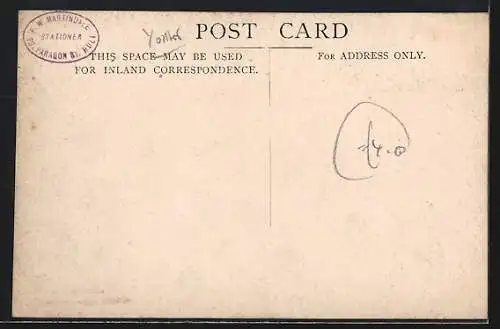 W. MARTINDALE
STATIONER
PARAGON ST. HULL
Yorks
POST CARD
THIS SPACE MAY BE USED
FOR INLAND CORRESPONDENCE.
FOR ADDRESS ONLY.